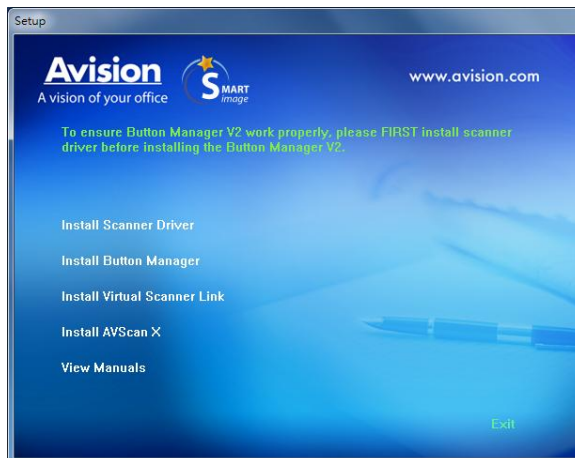 Setup
Avision
A vision of your office
SMART
Image
www.avision.com
To ensure Button Manager V2 work properly, please FIRST install scanner
driver before installing the Button Manager V2.
Install Scanner Driver
Install Button Manager
Install Virtual Scanner Link
Install AVScan X
View Manuals
Exit